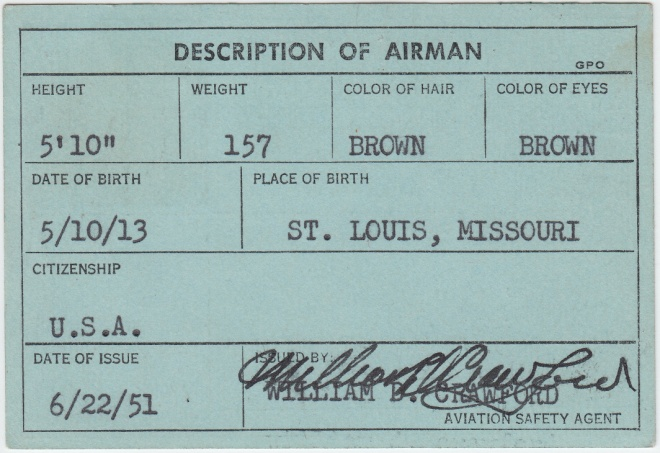 DESCRIPTION OF AIRMAN
GPO
HEIGHT WEIGHT COLOR OF HAIR COLOR OF EYES
5'10" 157 BROWN BROWN
DATE OF BIRTH PLACE OF BIRTH
5/10/13 ST. LOUIS, MISSOURI
CITIZENSHIP
U.S.A.
DATE OF ISSUE ISSUED BY:
6/22/51 WILLIAM CRAWFORD
AVIATION SAFETY AGENT